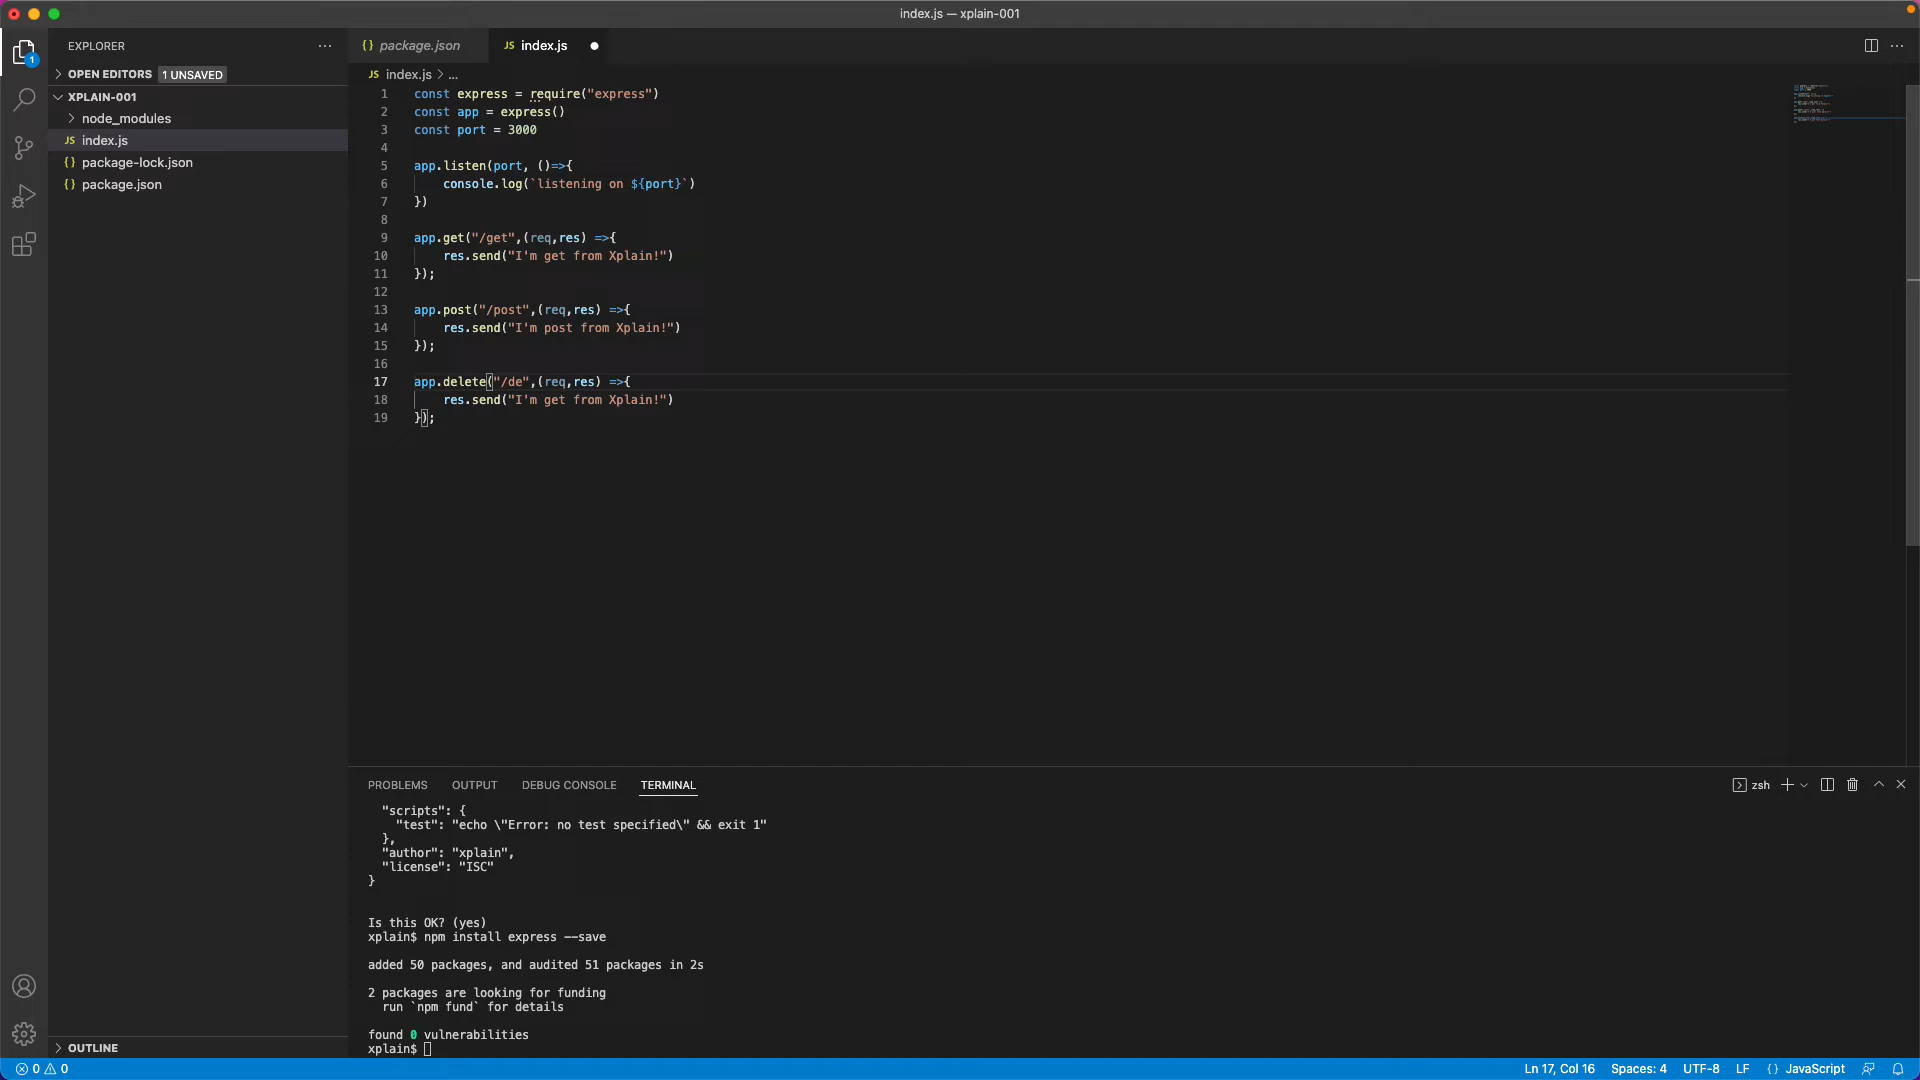 index.js — xplain-001
EXPLORER
OPEN EDITORS 1 UNSAVED
XPLAIN-001
node_modules
JS index.js
{} package-lock.json
{} package.json
OUTLINE
{} package.json
JS index.js
JS index.js > ...
1 const express = require("express")
2 const app = express()
3 const port = 3000
4
5 app.listen(port, ()=>{
6 console.log(`listening on ${port}`)
7 })
8
9 app.get("/get",(req,res) =>{
10 res.send("I'm get from Xplain!")
11 });
12
13 app.post("/post",(req,res) =>{
14 res.send("I'm post from Xplain!")
15 });
16
17 app.delete("/de",(req,res) =>{
18 res.send("I'm get from Xplain!")
19 });
PROBLEMS OUTPUT DEBUG CONSOLE TERMINAL
zsh
"scripts": {
"test": "echo \"Error: no test specified\" && exit 1"
},
"author": "xplain",
"license": "ISC"
}
Is this OK? (yes)
xplain$ npm install express --save
added 50 packages, and audited 51 packages in 2s
2 packages are looking for funding
run `npm fund` for details
found 0 vulnerabilities
xplain$
0 0
Ln 17, Col 16 Spaces: 4 UTF-8 LF {} JavaScript
1